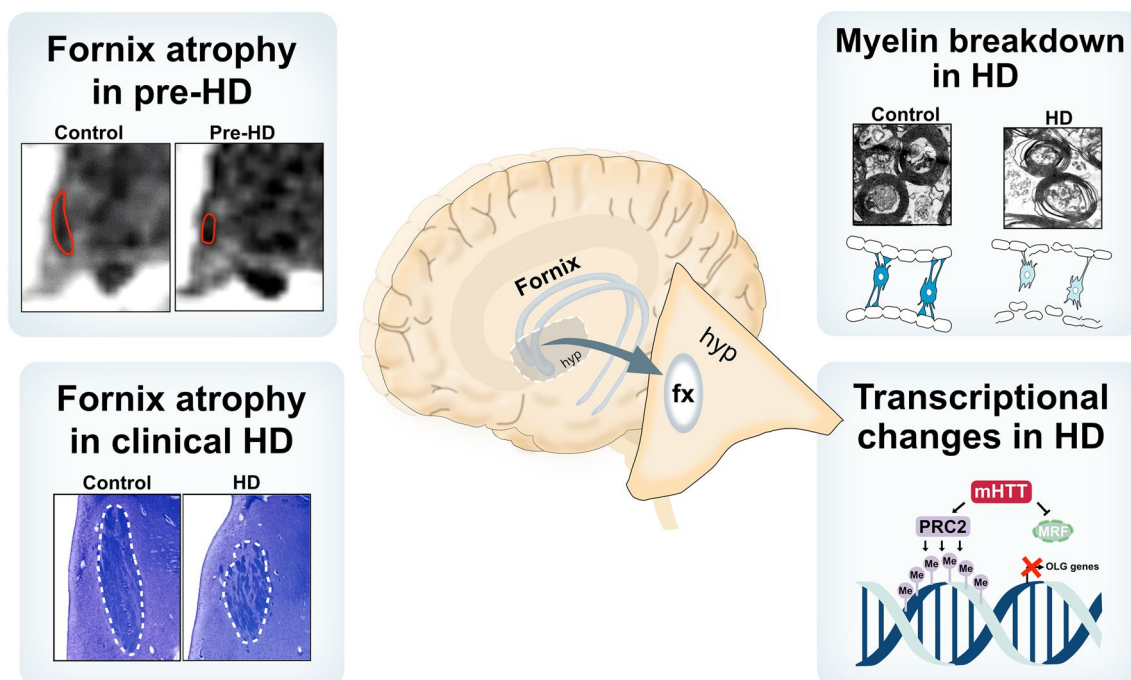 Fornix atrophy
in pre-HD
Control
Pre-HD
Fornix atrophy
in clinical HD
Control
HD
Fornix
hyp
hyp
fx
Myelin breakdown
in HD
Control
HD
Transcriptional
changes in HD
mHTT
PRC2
MRF
Me
Me
Me
Me
Me
Me
OLG genes